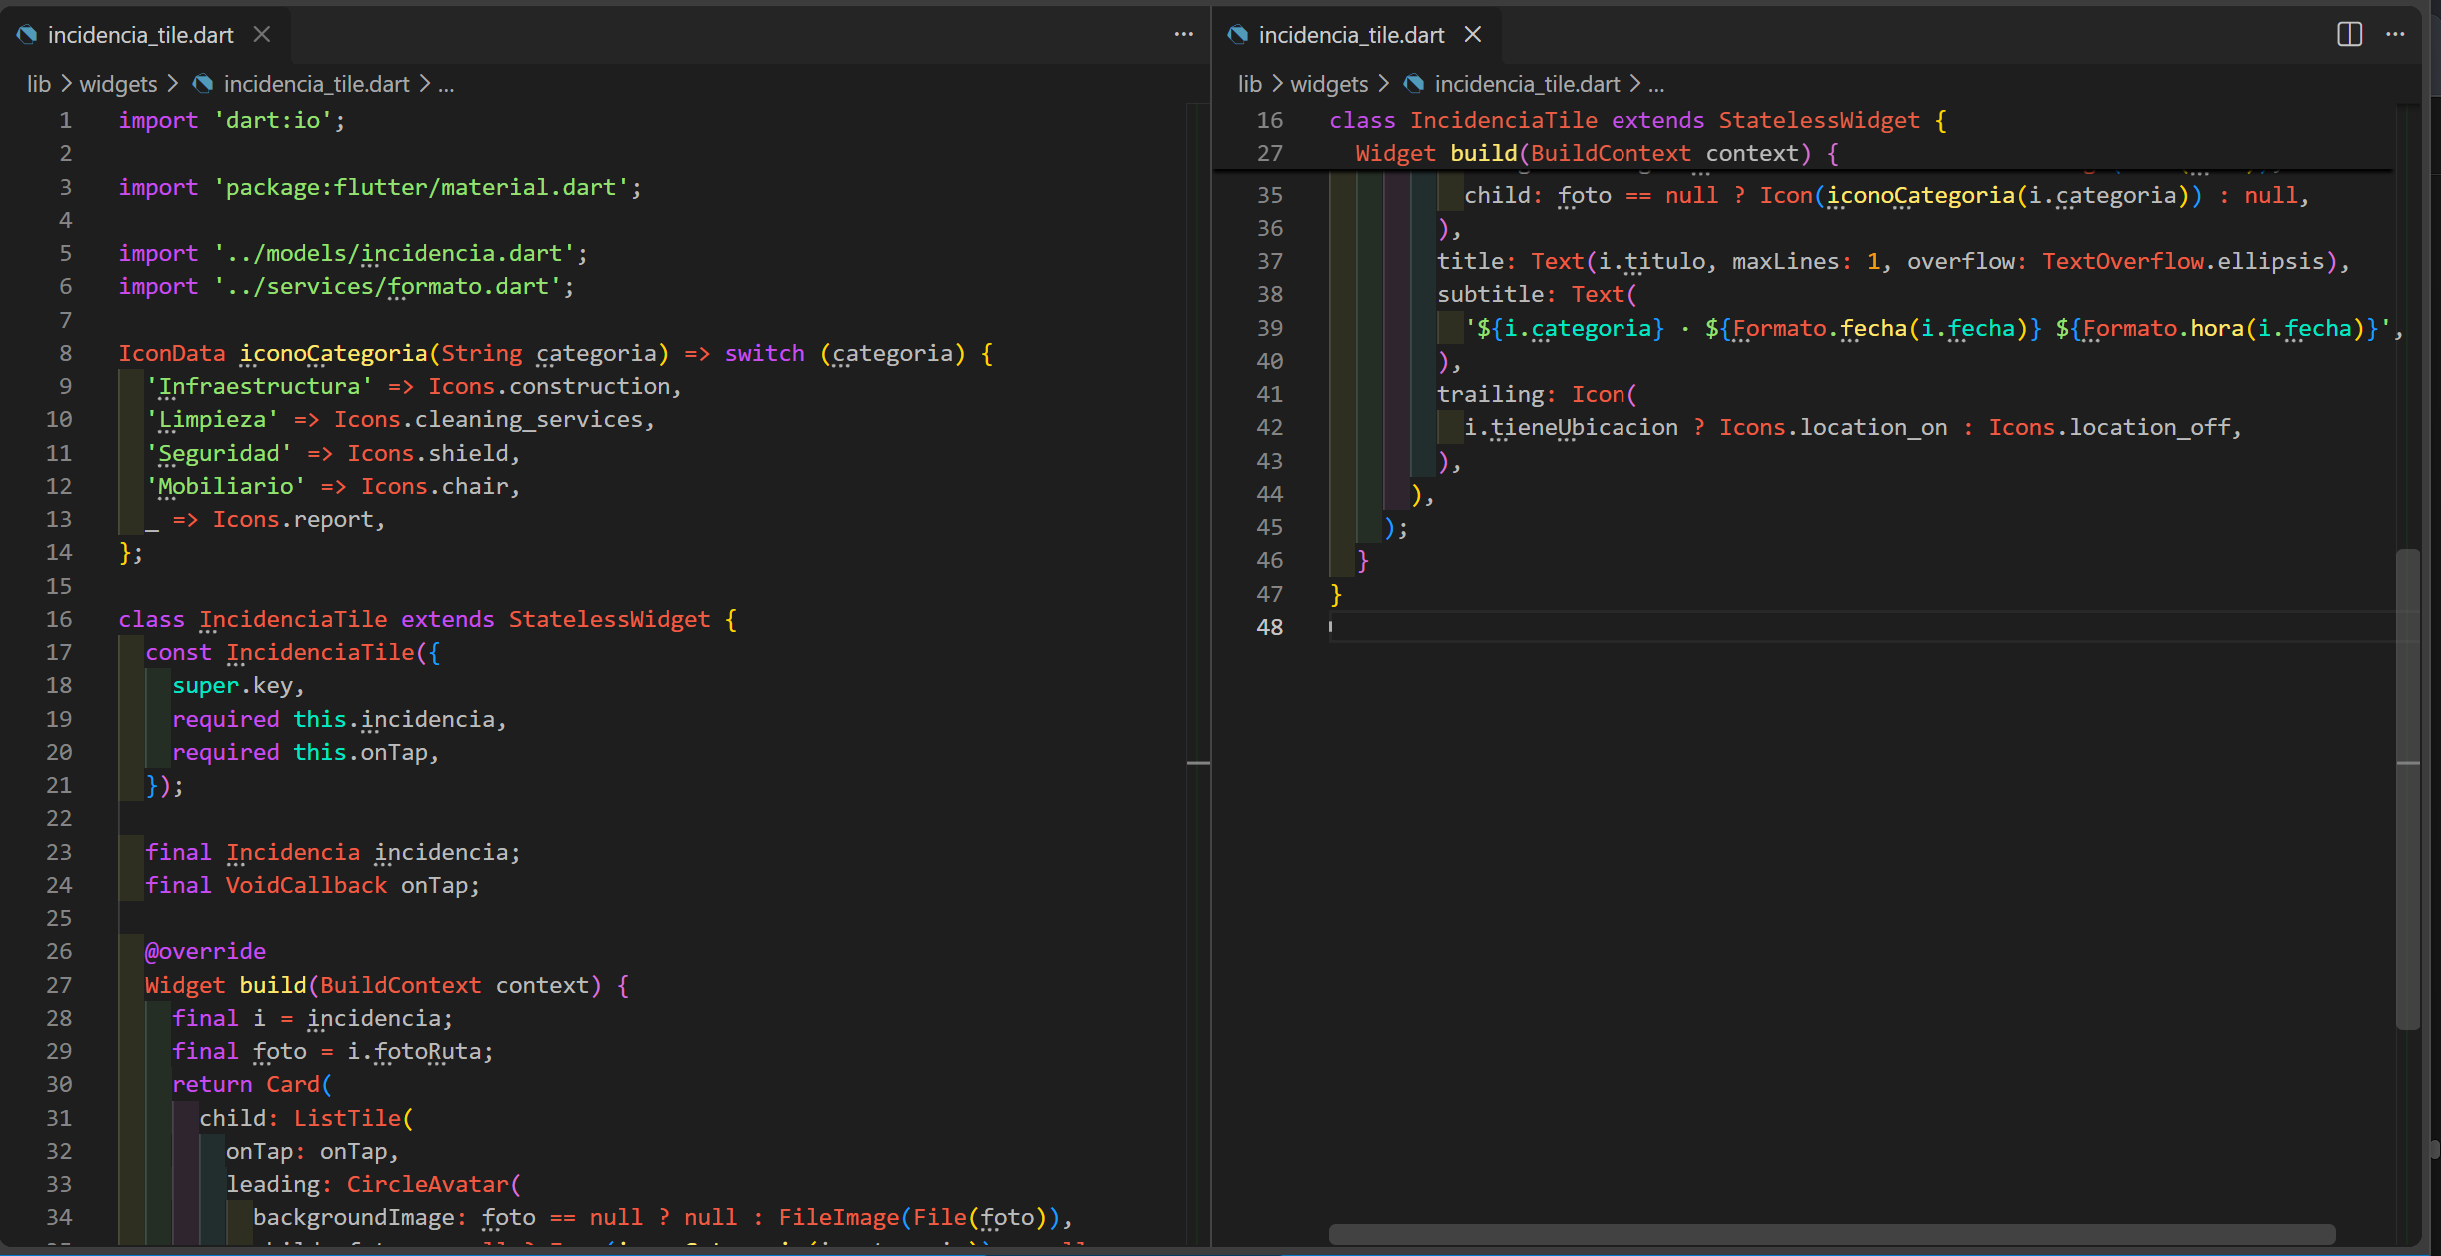 incidencia_tile.dart
lib > widgets > incidencia_tile.dart > ...
1 import 'dart:io';
2
3 import 'package:flutter/material.dart';
4
5 import '../models/incidencia.dart';
6 import '../services/formato.dart';
7
8 IconData iconoCategoria(String categoria) => switch (categoria) {
9 'Infraestructura' => Icons.construction,
10 'Limpieza' => Icons.cleaning_services,
11 'Seguridad' => Icons.shield,
12 'Mobiliario' => Icons.chair,
13 _ => Icons.report,
14 };
15
16 class IncidenciaTile extends StatelessWidget {
17 const IncidenciaTile({
18 super.key,
19 required this.incidencia,
20 required this.onTap,
21 });
22
23 final Incidencia incidencia;
24 final VoidCallback onTap;
25
26 @override
27 Widget build(BuildContext context) {
28 final i = incidencia;
29 final foto = i.fotoRuta;
30 return Card(
31 child: ListTile(
32 onTap: onTap,
33 leading: CircleAvatar(
34 backgroundImage: foto == null ? null : FileImage(File(foto)),
incidencia_tile.dart
lib > widgets > incidencia_tile.dart > ...
16 class IncidenciaTile extends StatelessWidget {
27 Widget build(BuildContext context) {
35 child: foto == null ? Icon(iconoCategoria(i.categoria)) : null,
36 ),
37 title: Text(i.titulo, maxLines: 1, overflow: TextOverflow.ellipsis),
38 subtitle: Text(
39 '${i.categoria} · ${Formato.fecha(i.fecha)} ${Formato.hora(i.fecha)}',
40 ),
41 trailing: Icon(
42 i.tieneUbicacion ? Icons.location_on : Icons.location_off,
43 ),
44 ),
45 );
46 }
47 }
48